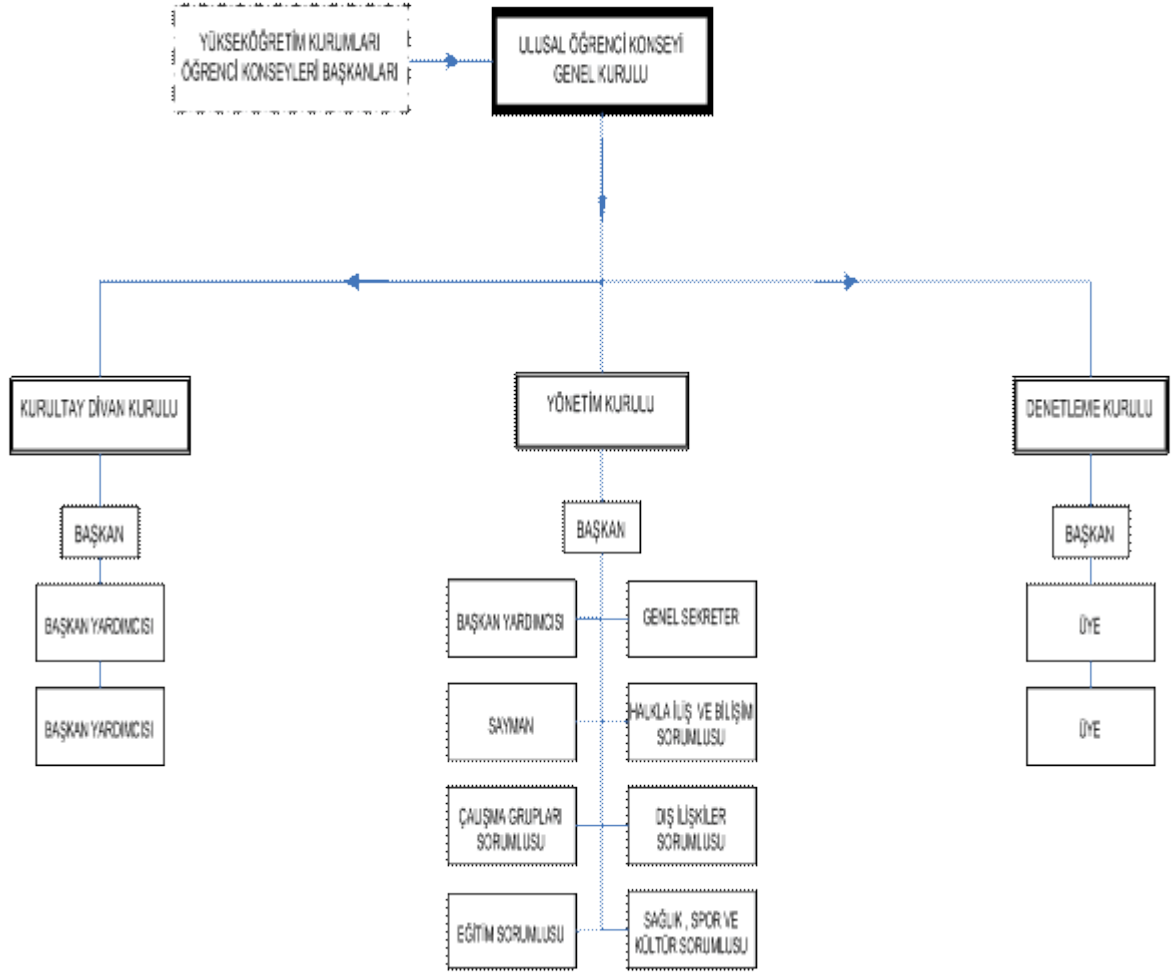 YÜKSEKÖĞRETİM KURUMLARI
ÖĞRENCİ KONSEYLERİ BAŞKANLARI
ULUSAL ÖĞRENCİ KONSEYİ
GENEL KURULU
KURULTAY DİVAN KURULU
YÖNETİM KURULU
DENETLEME KURULU
BAŞKAN
BAŞKAN
BAŞKAN
BAŞKAN YARDIMCISI
BAŞKAN YARDIMCISI
GENEL SEKRETER
ÜYE
BAŞKAN YARDIMCISI
SAYMAN
HALKLA İLİŞ VE BİLİŞİM
SORUMLUSU
ÜYE
ÇALIŞMA GRUPLARI
SORUMLUSU
DIŞ İLİŞKİLER
SORUMLUSU
EĞİTİM SORUMLUSU
SAĞLIK , SPOR VE
KÜLTÜR SORUMLUSU